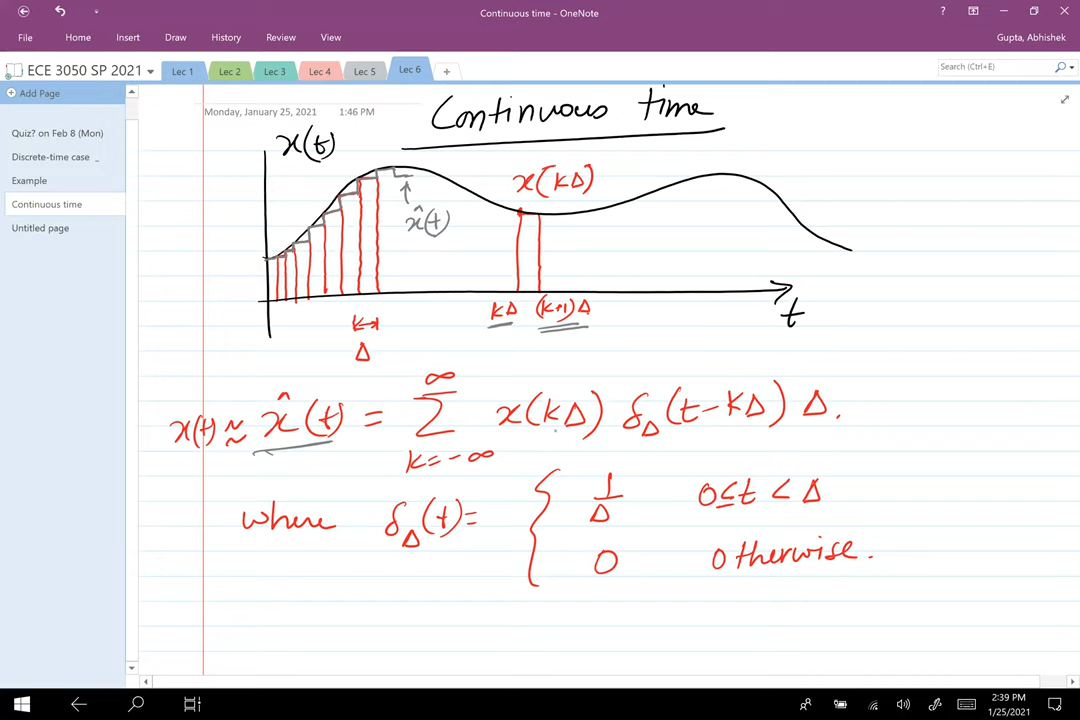 Continuous time - OneNote
?
File Home Insert Draw History Review View
Gupta, Abhishek
ECE 3050 SP 2021
Lec 1 Lec 2 Lec 3 Lec 4 Lec 5 Lec 6 +
Search (Ctrl+E)
Add Page
Quiz? on Feb 8 (Mon)
Discrete-time case _
Example
Continuous time
Untitled page
Monday, January 25, 2021 1:46 PM
Continuous time
x(t)
x(kΔ)
x̂(t)
kΔ (k+1)Δ
t
Δ
x(t) ≈ x̂(t) = ∑_{k=-∞}^{∞} x(kΔ) δ_Δ(t-kΔ) Δ.
where δ_Δ(t) = { 1/Δ 0≤t<Δ
0 otherwise.
2:39 PM
1/25/2021